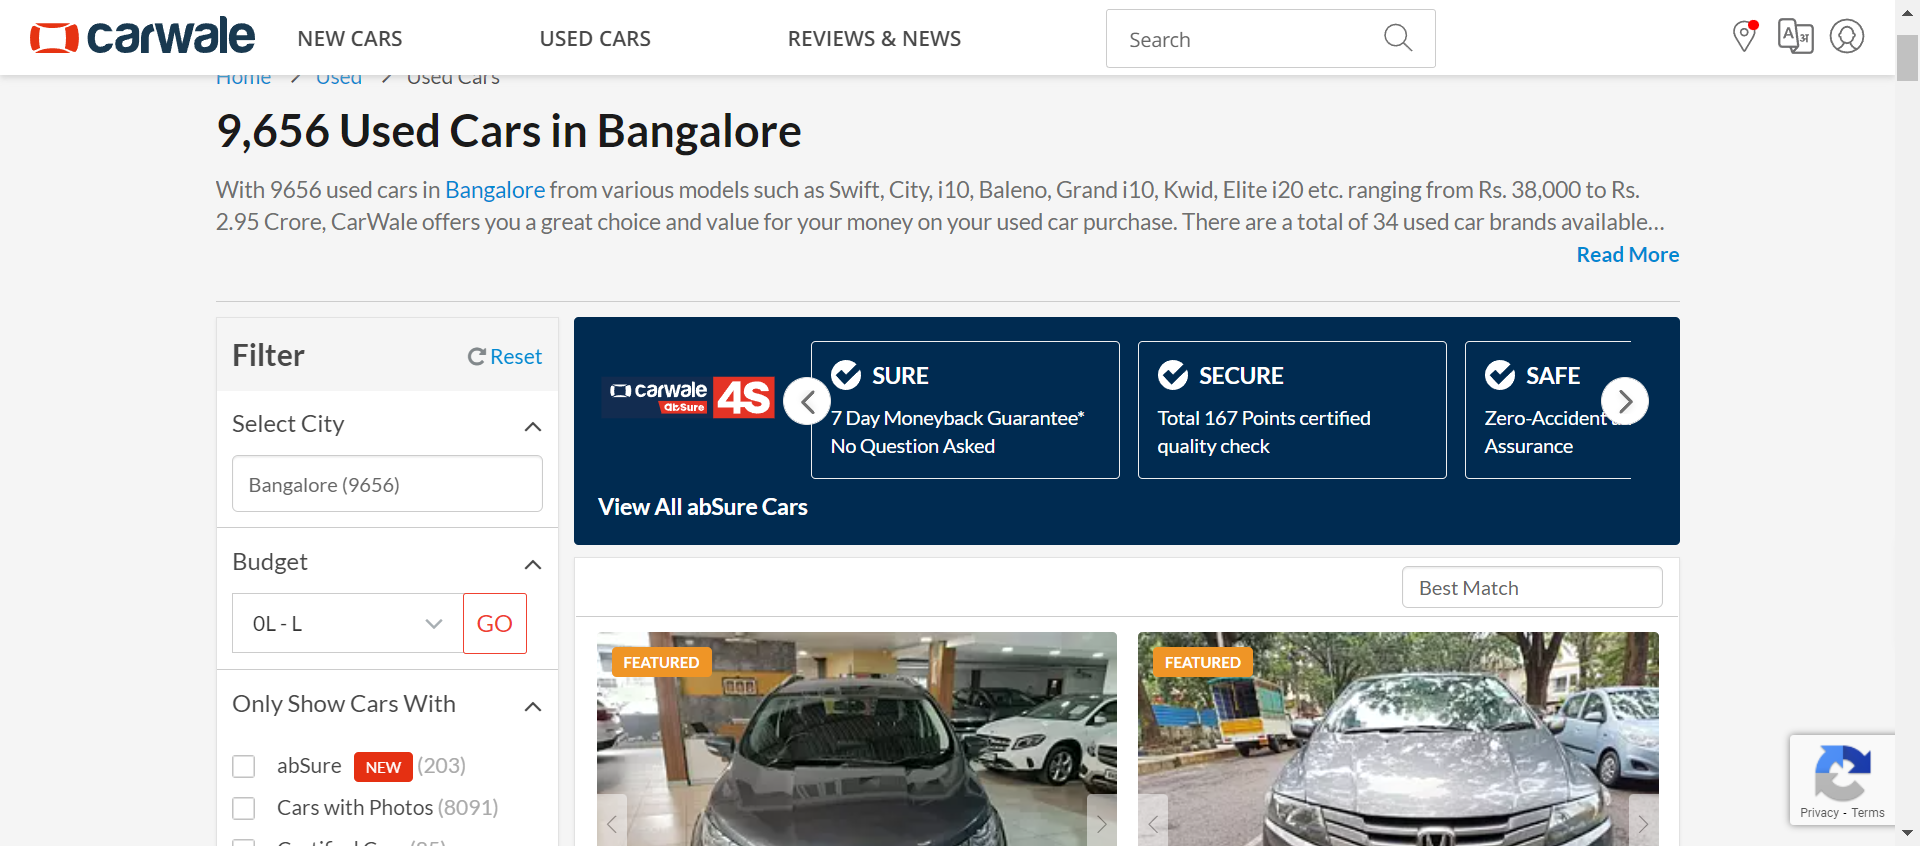 carwale
NEW CARS
USED CARS
REVIEWS & NEWS
Search
Home
Used
Used Cars
9,656 Used Cars in Bangalore
With 9656 used cars in Bangalore from various models such as Swift, City, i10, Baleno, Grand i10, Kwid, Elite i20 etc. ranging from Rs. 38,000 to Rs.
2.95 Crore, CarWale offers you a great choice and value for your money on your used car purchase. There are a total of 34 used car brands available...
Read More
Filter
Reset
Select City
Bangalore (9656)
Budget
0L - L
GO
Only Show Cars With
abSure NEW (203)
Cars with Photos (8091)
carwale
abSure
4S
SURE
7 Day Moneyback Guarantee*
No Question Asked
SECURE
Total 167 Points certified
quality check
SAFE
Zero-Accident
Assurance
View All abSure Cars
Best Match
FEATURED
FEATURED
Privacy - Terms